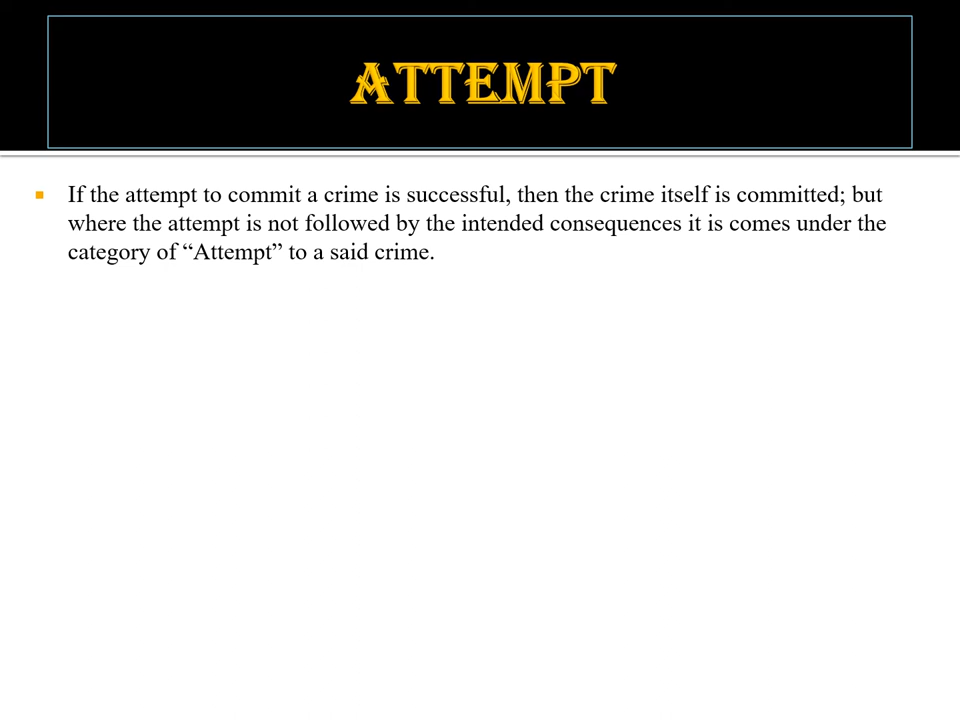 ATTEMPT
If the attempt to commit a crime is successful, then the crime itself is committed; but
where the attempt is not followed by the intended consequences it is comes under the
category of “Attempt” to a said crime.